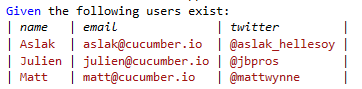 Given the following users exist:
| name | email | twitter |
| Aslak | aslak@cucumber.io | @aslak_hellesoy |
| Julien | julien@cucumber.io | @jbpros |
| Matt | matt@cucumber.io | @mattwynne |